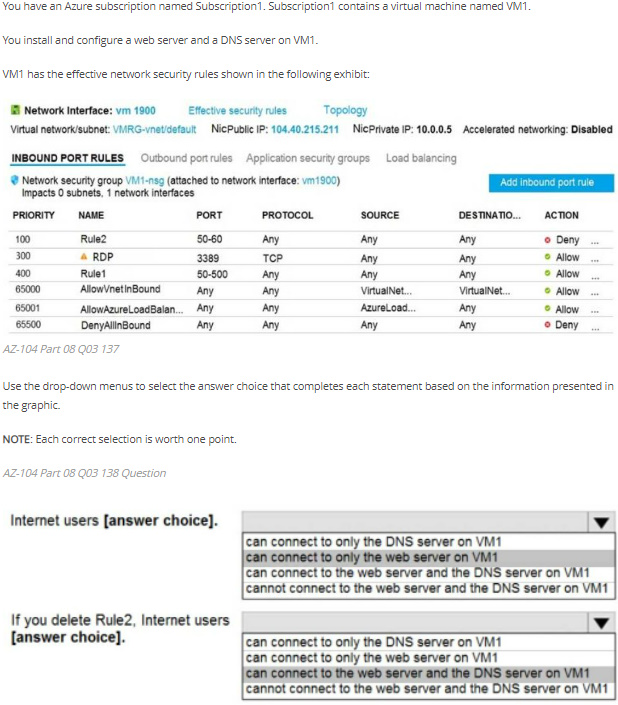 You have an Azure subscription named Subscription1. Subscription1 contains a virtual machine named VM1.
You install and configure a web server and a DNS server on VM1.
VM1 has the effective network security rules shown in the following exhibit:
Network Interface: vm 1900 Effective security rules Topology
Virtual network/subnet: VMRG-vnet/default NicPublic IP: 104.40.215.211 NicPrivate IP: 10.0.0.5 Accelerated networking: Disabled
INBOUND PORT RULES Outbound port rules Application security groups Load balancing
Network security group VM1-nsg (attached to network interface: vm1900)
Impacts 0 subnets, 1 network interfaces
Add inbound port rule
PRIORITY NAME PORT PROTOCOL SOURCE DESTINATIO... ACTION
100 Rule2 50-60 Any Any Any Deny ...
300 RDP 3389 TCP Any Any Allow ...
400 Rule1 50-500 Any Any Any Allow ...
65000 AllowVnetInBound Any Any VirtualNet... VirtualNet... Allow ...
65001 AllowAzureLoadBalan... Any Any AzureLoad... Any Allow ...
65500 DenyAllInBound Any Any Any Any Deny ...
AZ-104 Part 08 Q03 137
Use the drop-down menus to select the answer choice that completes each statement based on the information presented in
the graphic.
NOTE: Each correct selection is worth one point.
AZ-104 Part 08 Q03 138 Question
Internet users [answer choice].
can connect to only the DNS server on VM1
can connect to only the web server on VM1
can connect to the web server and the DNS server on VM1
cannot connect to the web server and the DNS server on VM1
If you delete Rule2, Internet users
[answer choice].
can connect to only the DNS server on VM1
can connect to only the web server on VM1
can connect to the web server and the DNS server on VM1
cannot connect to the web server and the DNS server on VM1